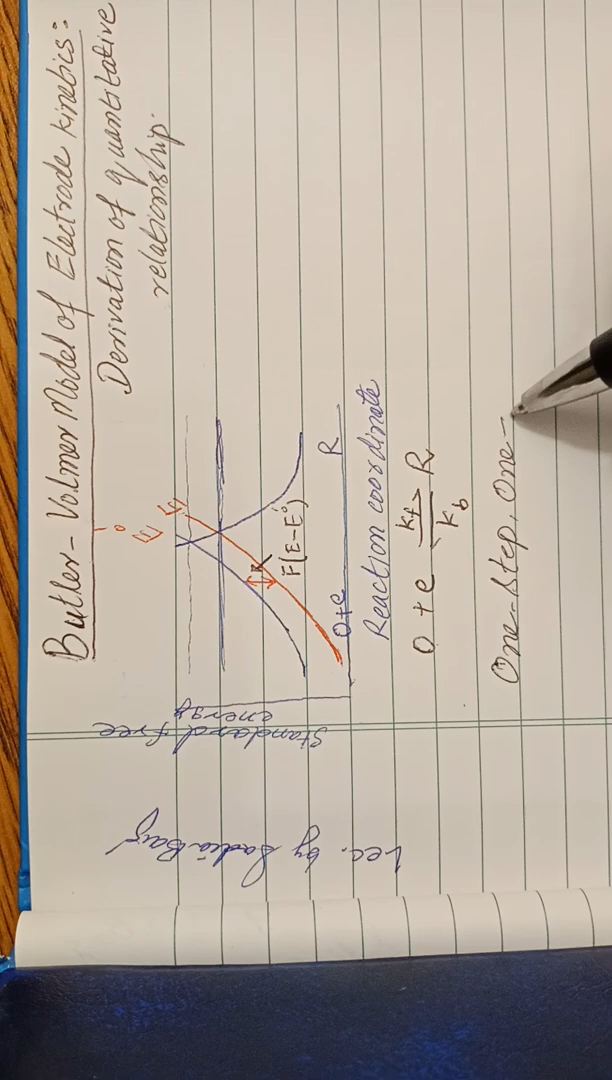 Butler-Volmer Model of Electrode kinetics:
Derivation of quantitative
relationship.
Standard free
energy
F(E-E°')
O+e
R
Reaction coordinate
O + e kf kb R
One-step, One-
Lec. by Sadia Bay